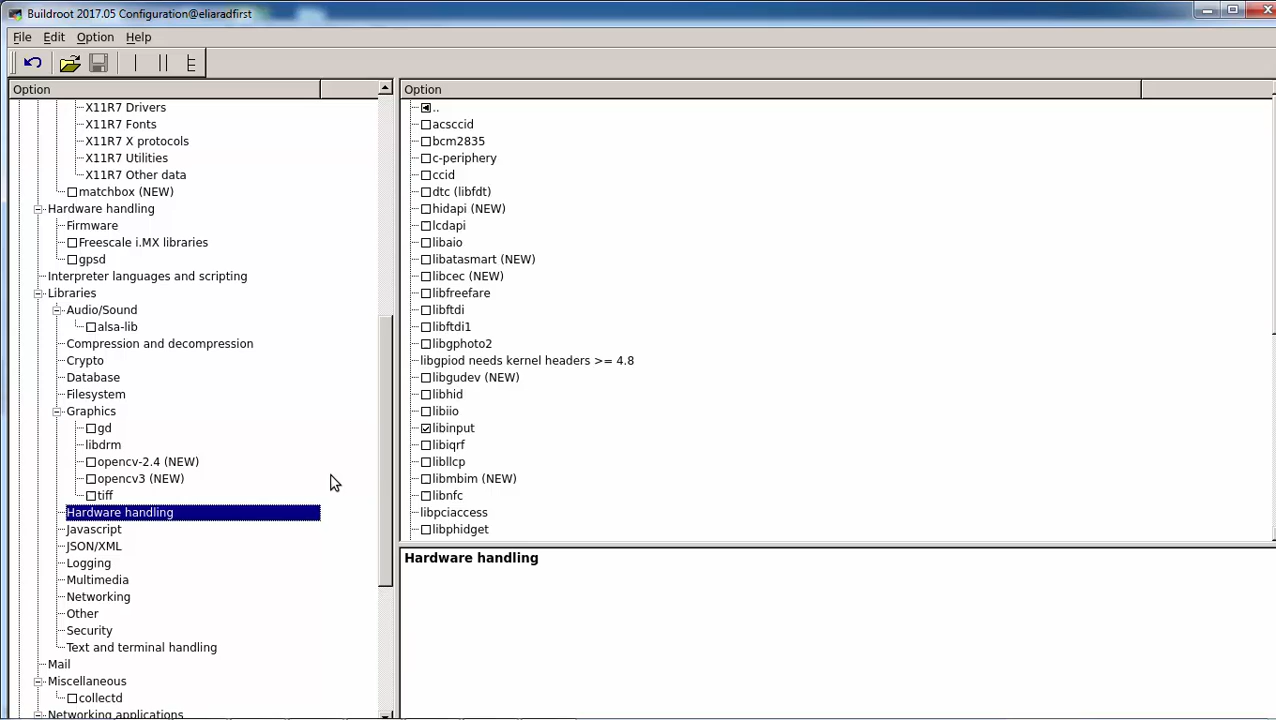 Buildroot 2017.05 Configuration@eliaradfirst
File Edit Option Help
Option
X11R7 Drivers
X11R7 Fonts
X11R7 X protocols
X11R7 Utilities
X11R7 Other data
matchbox (NEW)
Hardware handling
Firmware
Freescale i.MX libraries
gpsd
Interpreter languages and scripting
Libraries
Audio/Sound
alsa-lib
Compression and decompression
Crypto
Database
Filesystem
Graphics
gd
libdrm
opencv-2.4 (NEW)
opencv3 (NEW)
tiff
Hardware handling
Javascript
JSON/XML
Logging
Multimedia
Networking
Other
Security
Text and terminal handling
Mail
Miscellaneous
collectd
Networking applications
Option
..
acsccid
bcm2835
c-periphery
ccid
dtc (libfdt)
hidapi (NEW)
lcdapi
libaio
libatasmart (NEW)
libcec (NEW)
libfreefare
libftdi
libftdi1
libgphoto2
libgpiod needs kernel headers >= 4.8
libgudev (NEW)
libhid
libiio
libinput
libiqrf
libllcp
libmbim (NEW)
libnfc
libpciaccess
libphidget
Hardware handling